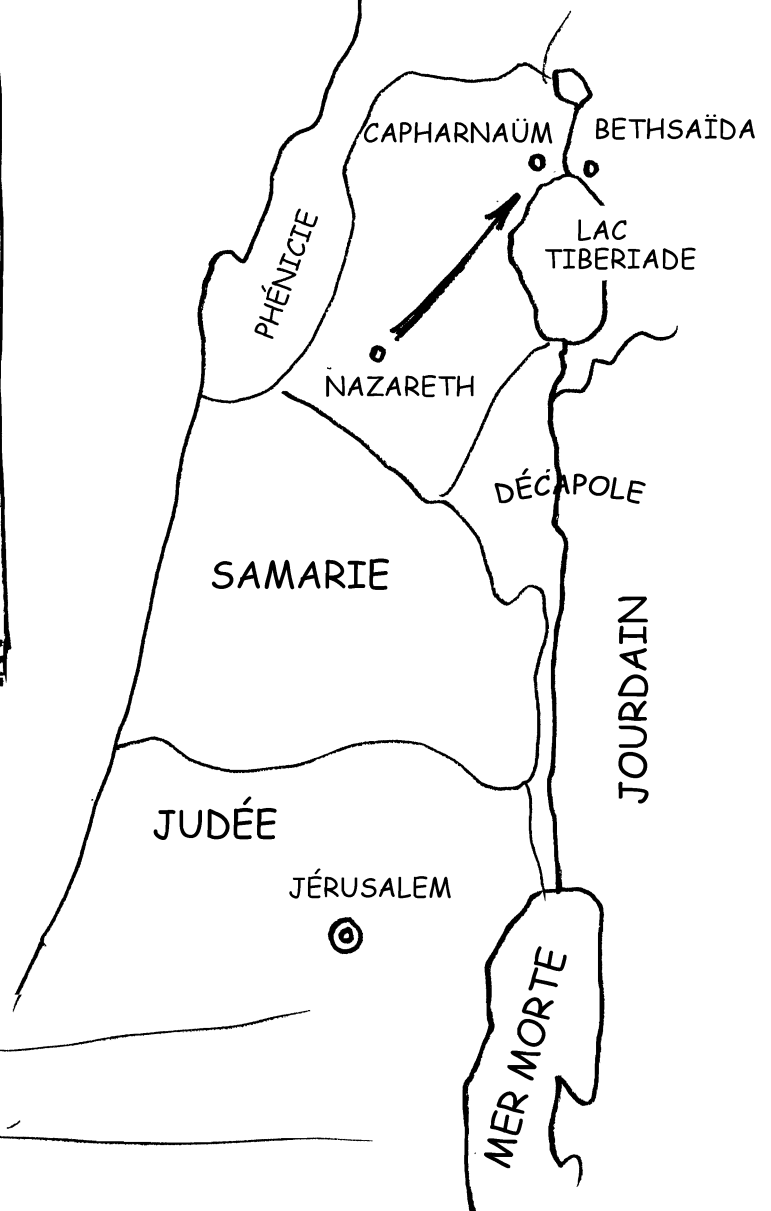 CAPHARNAÜM
BETHSAÏDA
LAC
TIBERIADE
PHÉNICIE
NAZARETH
DÉCAPOLE
SAMARIE
JOURDAIN
JUDÉE
JÉRUSALEM
MER MORTE